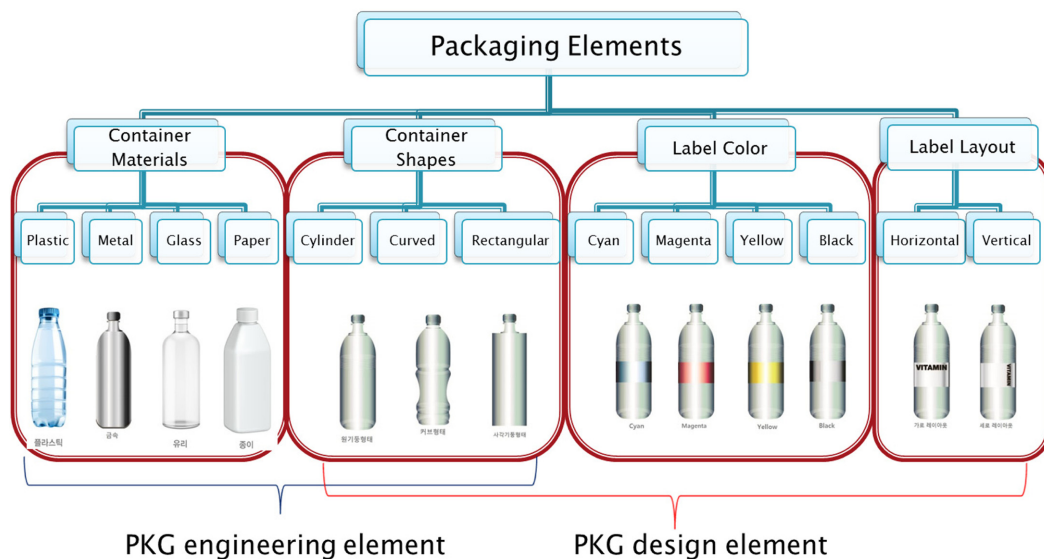 Packaging Elements
Container
Materials
Container
Shapes
Label Color
Label Layout
Plastic
Metal
Glass
Paper
Cylinder
Curved
Rectangular
Cyan
Magenta
Yellow
Black
Horizontal
Vertical
VITAMIN
VITAMIN
플라스틱
금속
유리
종이
원기둥형태
커브형태
사각기둥형태
Cyan
Magenta
Yellow
Black
가로 레이아웃
세로 레이아웃
PKG engineering element
PKG design element